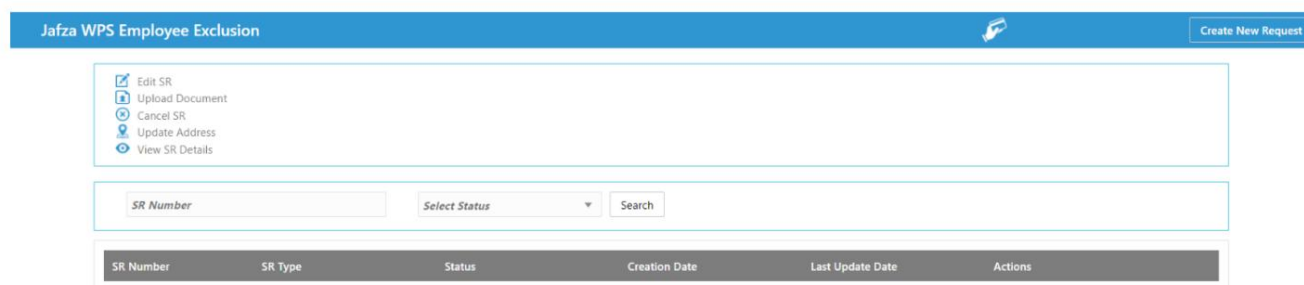 Jafza WPS Employee Exclusion
Create New Request
Edit SR
Upload Document
Cancel SR
Update Address
View SR Details
SR Number Select Status Search
SR Number SR Type Status Creation Date Last Update Date Actions